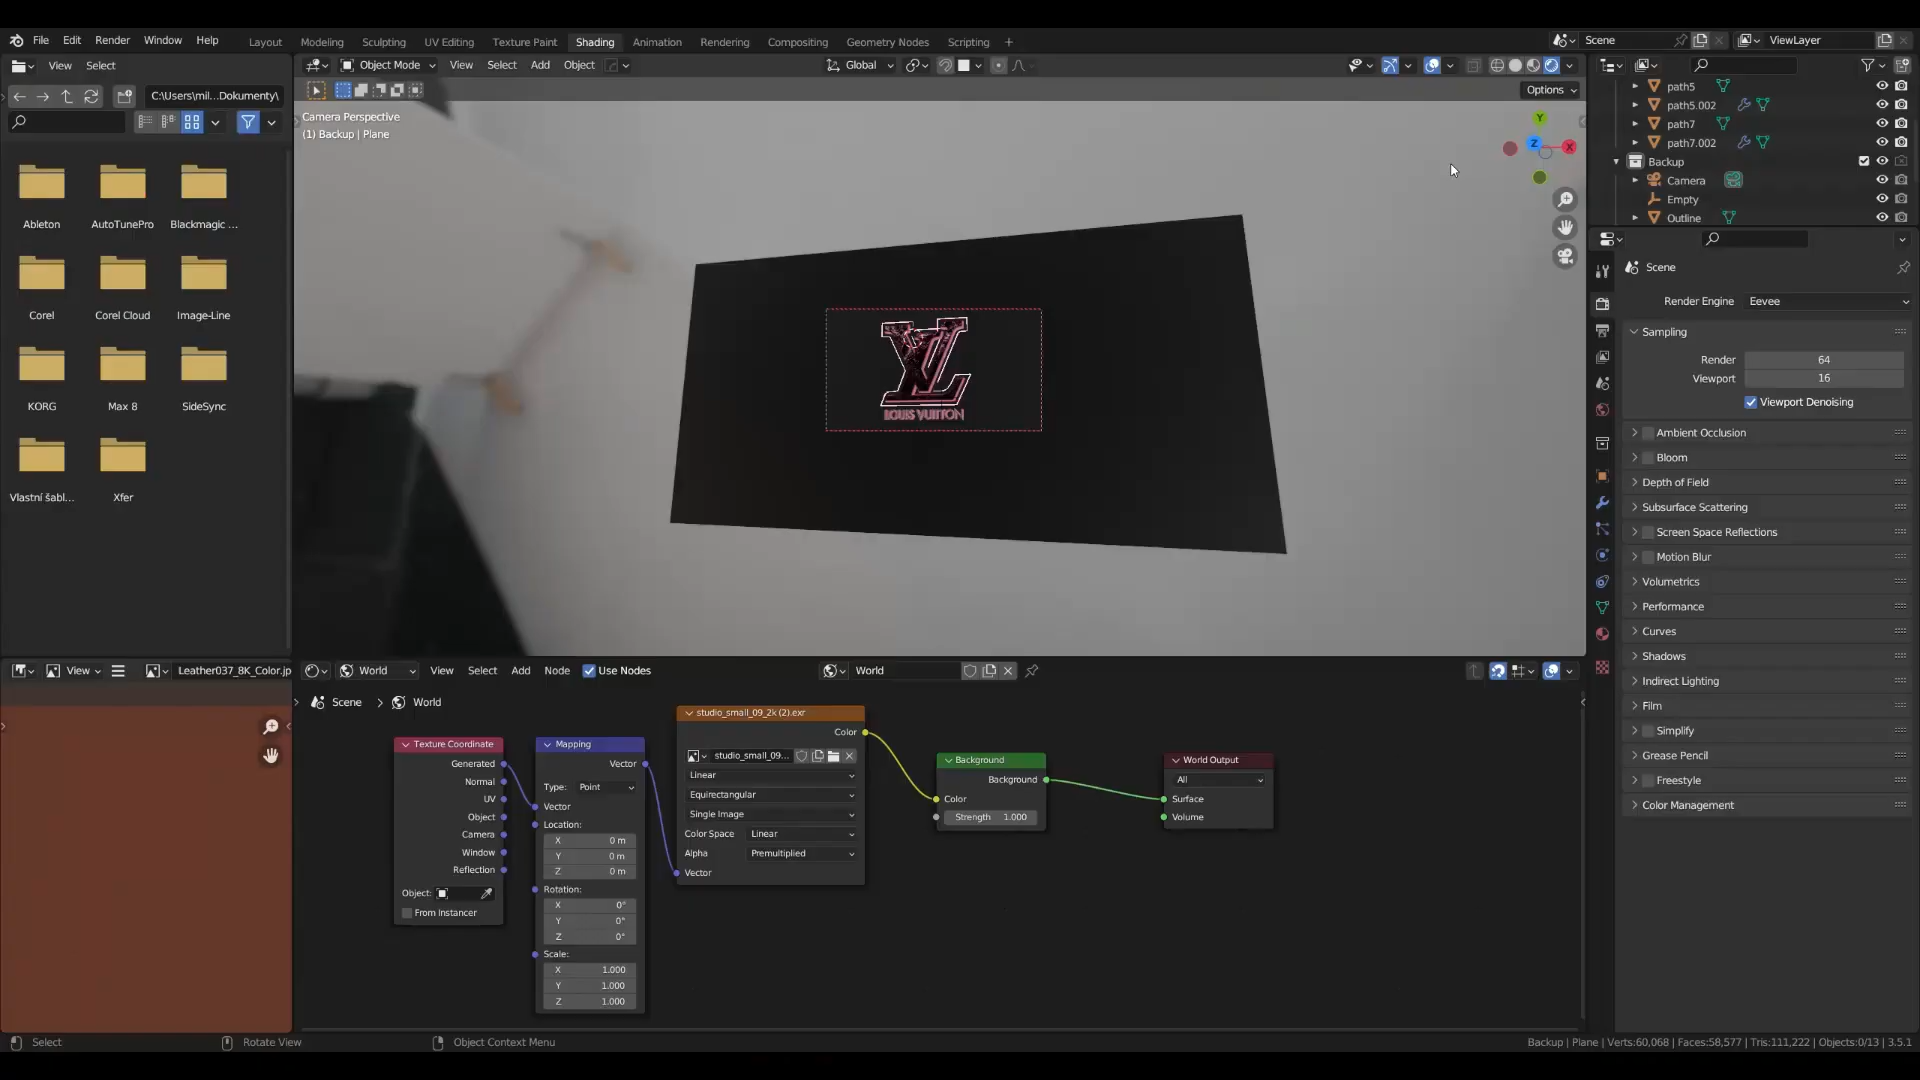 File Edit Render Window Help
Layout Modeling Sculpting UV Editing Texture Paint Shading Animation Rendering Compositing Geometry Nodes Scripting +
Scene ViewLayer
View Select
Object Mode View Select Add Object Global
Options
C:\Users\mil...Dokumenty\
Camera Perspective
(1) Backup | Plane
Y
Z X
path5
path5.002
path7
path7.002
Backup
Camera
Empty
Outline
Ableton AutoTunePro Blackmagic ...
Corel Corel Cloud Image-Line
KORG Max 8 SideSync
Vlastní šabl... Xfer
LV
LOUIS VUITTON
Scene
Render Engine Eevee
Sampling
Render 64
Viewport 16
Viewport Denoising
Ambient Occlusion
Bloom
Depth of Field
Subsurface Scattering
Screen Space Reflections
Motion Blur
Volumetrics
Performance
Curves
Shadows
Indirect Lighting
Film
Simplify
Grease Pencil
Freestyle
Color Management
View Leather037_8K_Color.jp
World View Select Add Node Use Nodes World
Scene > World
Texture Coordinate
Generated
Normal
UV
Object
Camera
Window
Reflection
Object:
From Instancer
Mapping
Vector
Type: Point
Vector
Location:
X 0 m
Y 0 m
Z 0 m
Rotation:
X 0°
Y 0°
Z 0°
Scale:
X 1.000
Y 1.000
Z 1.000
studio_small_09_2k (2).exr
Color
studio_small_09...
Linear
Equirectangular
Single Image
Color Space Linear
Alpha Premultiplied
Vector
Background
Background
Color
Strength 1.000
World Output
All
Surface
Volume
Select Rotate View Object Context Menu
Backup | Plane | Verts:60,068 | Faces:58,577 | Tris:111,222 | Objects:0/13 | 3.5.1